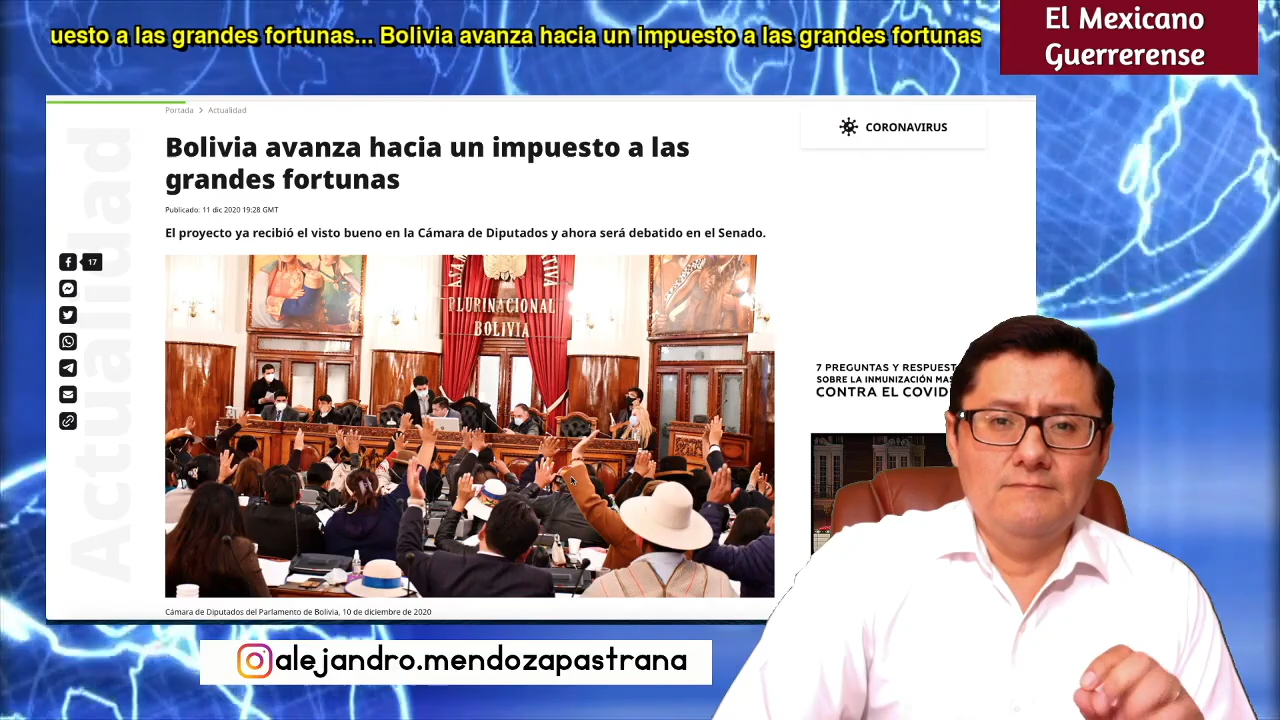 uesto a las grandes fortunas... Bolivia avanza hacia un impuesto a las grandes fortunas
El Mexicano
Guerrerense
Portada > Actualidad
CORONAVIRUS
Actualidad
Bolivia avanza hacia un impuesto a las
grandes fortunas
Publicado: 11 dic 2020 19:28 GMT
El proyecto ya recibió el visto bueno en la Cámara de Diputados y ahora será debatido en el Senado.
17
PLURINACIONAL
BOLIVIA
7 PREGUNTAS Y RESPUEST
SOBRE LA INMUNIZACIÓN MAS
CONTRA EL COVID
Cámara de Diputados del Parlamento de Bolivia, 10 de diciembre de 2020
alejandro.mendozapastrana